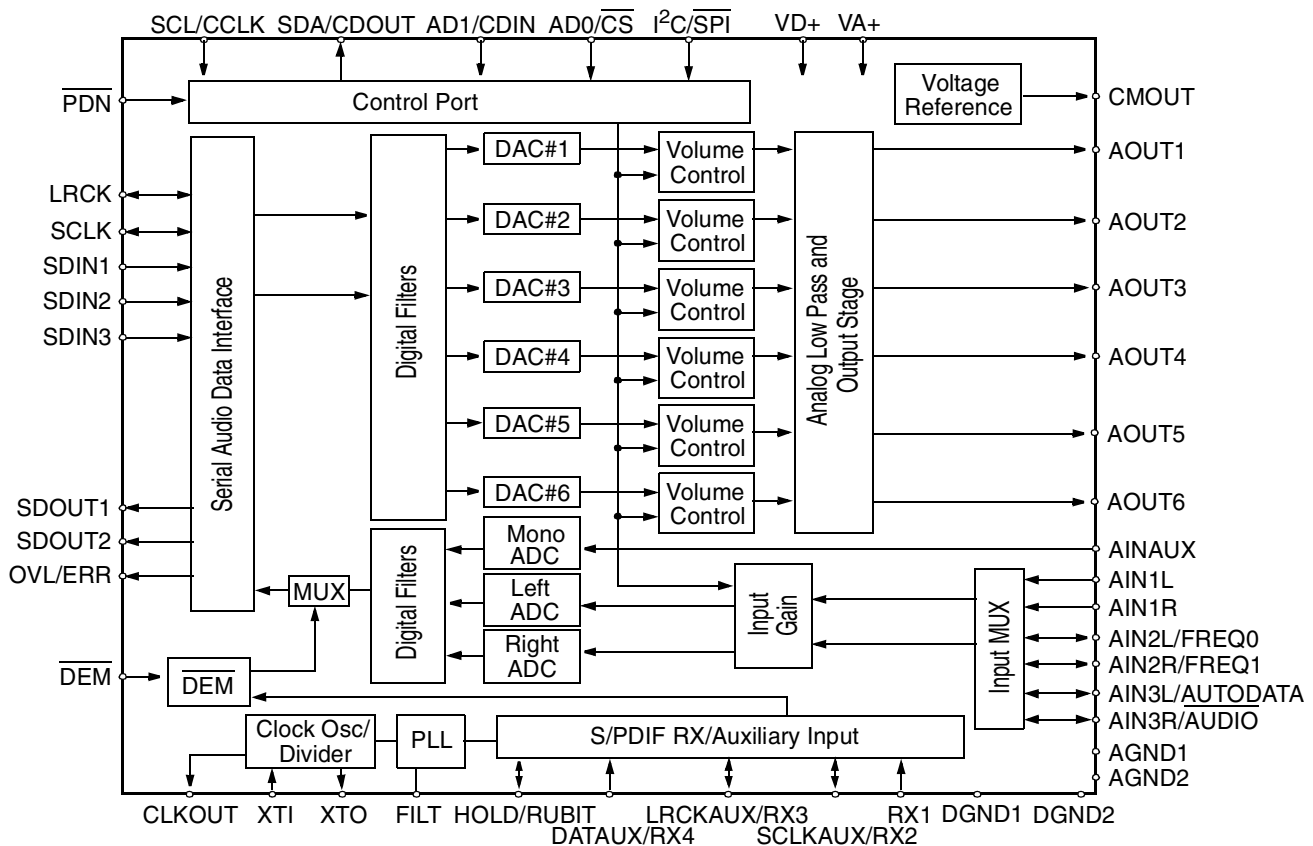 SCL/CCLK SDA/CDOUT AD1/CDIN AD0/CS I²C/SPI VD+ VA+
PDN
Control Port
Voltage
Reference
CMOUT
LRCK
SCLK
SDIN1
SDIN2
SDIN3
SDOUT1
SDOUT2
OVL/ERR
Serial Audio Data Interface
Digital Filters
DAC#1
DAC#2
DAC#3
DAC#4
DAC#5
DAC#6
Volume
Control
Volume
Control
Volume
Control
Volume
Control
Volume
Control
Volume
Control
Analog Low Pass and
Output Stage
AOUT1
AOUT2
AOUT3
AOUT4
AOUT5
AOUT6
MUX
Digital Filters
Mono
ADC
Left
ADC
Right
ADC
Input
Gain
Input MUX
AINAUX
AIN1L
AIN1R
AIN2L/FREQ0
AIN2R/FREQ1
AIN3L/AUTODATA
AIN3R/AUDIO
AGND1
AGND2
DEM
DEM
Clock Osc/
Divider
PLL
S/PDIF RX/Auxiliary Input
CLKOUT XTI XTO FILT HOLD/RUBIT LRCKAUX/RX3 RX1 DGND1 DGND2
DATAUX/RX4 SCLKAUX/RX2